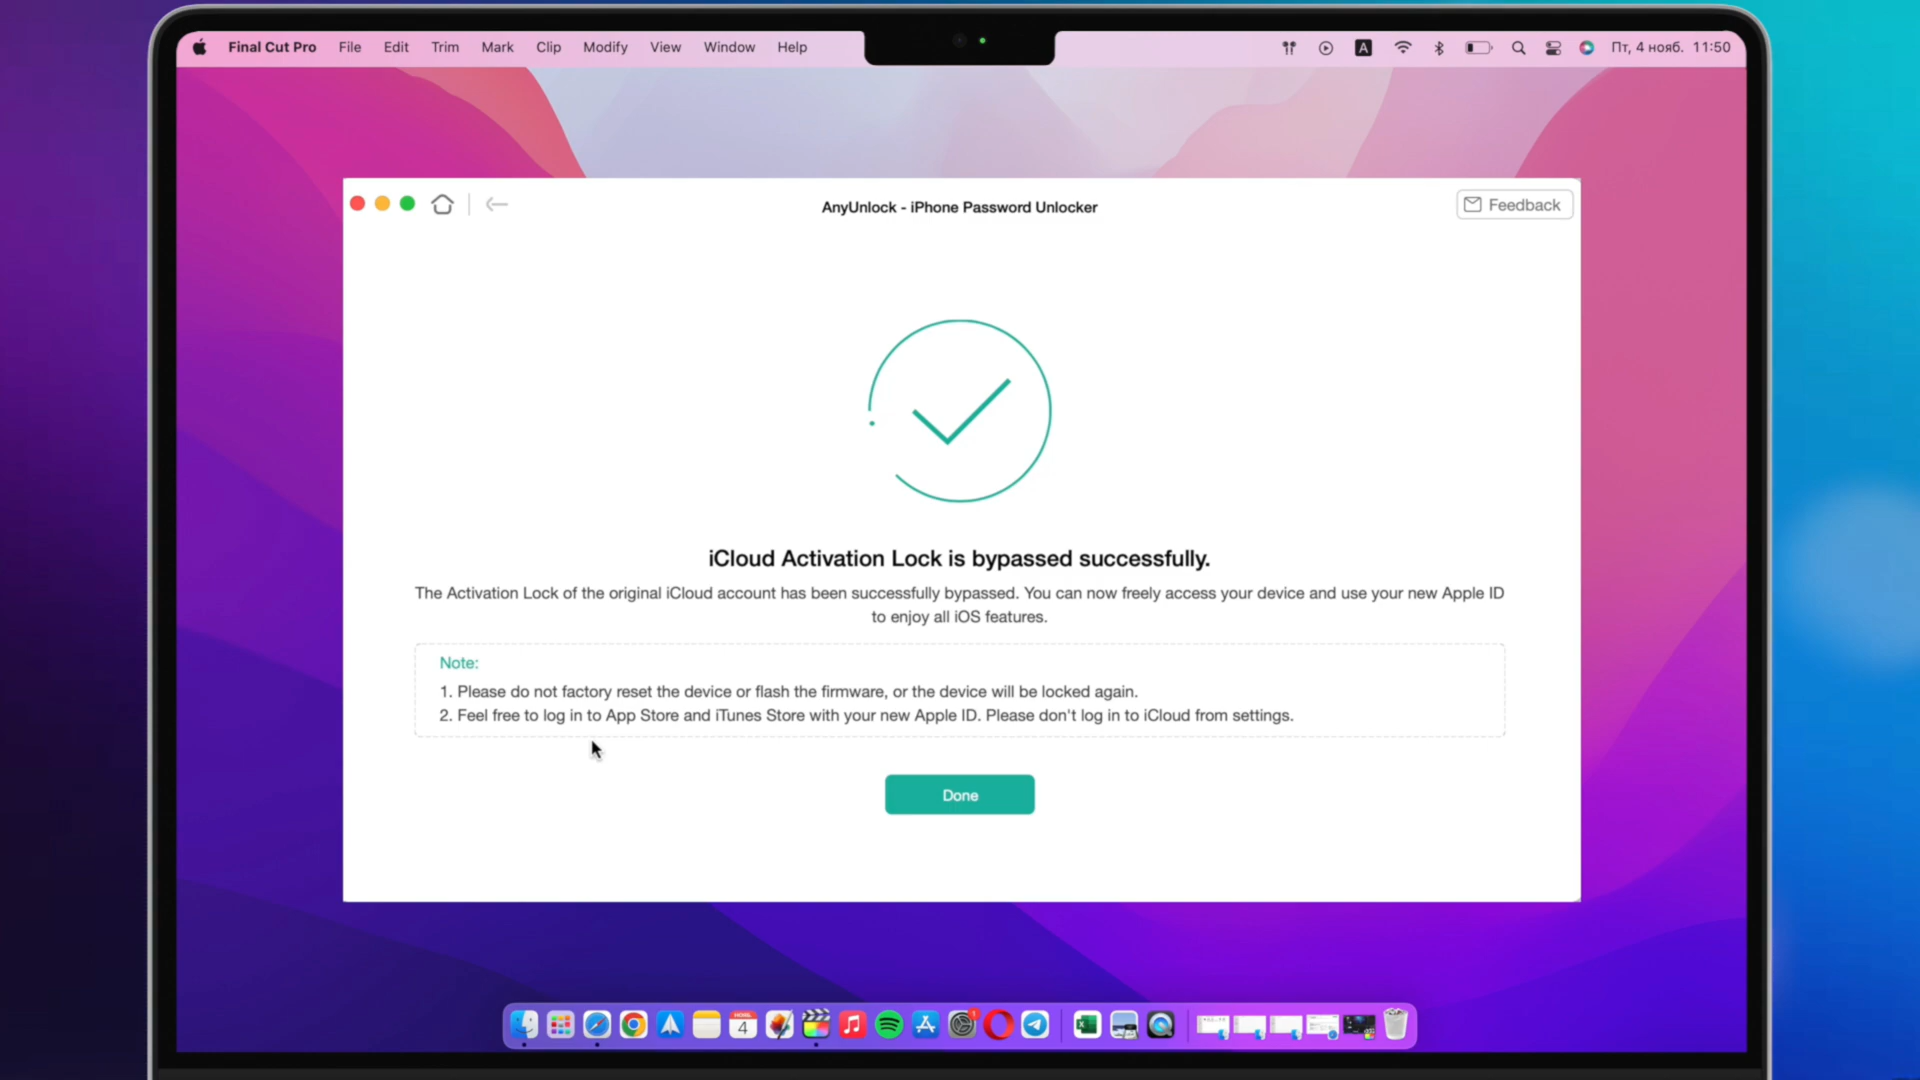 Final Cut Pro File Edit Trim Mark Clip Modify View Window Help A Пт, 4 нояб. 11:50
AnyUnlock - iPhone Password Unlocker
Feedback
iCloud Activation Lock is bypassed successfully.
The Activation Lock of the original iCloud account has been successfully bypassed. You can now freely access your device and use your new Apple ID
to enjoy all iOS features.
Note:
1. Please do not factory reset the device or flash the firmware, or the device will be locked again.
2. Feel free to log in to App Store and iTunes Store with your new Apple ID. Please don't log in to iCloud from settings.
Done
НОЯБ.
4
1